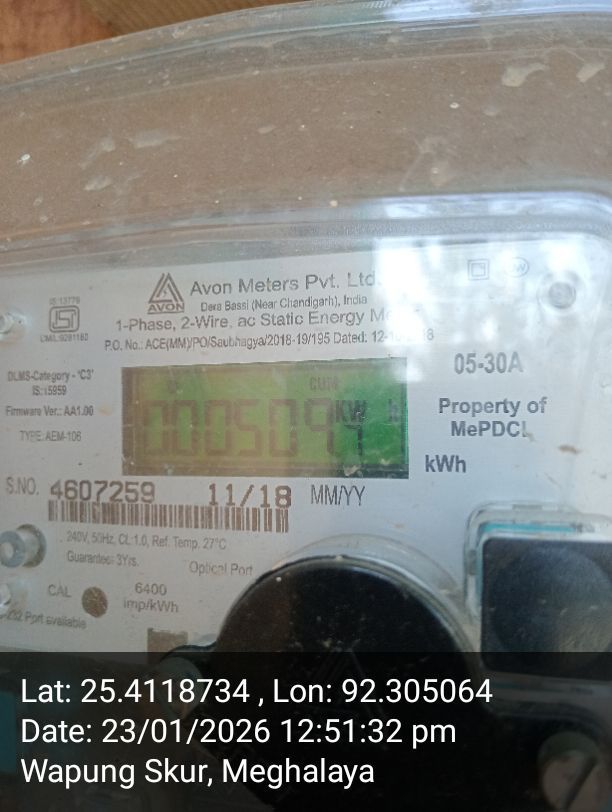 Avon Meters Pvt. Ltd.
AVON
Dera Bassi (Near Chandigarh), India
IS:13779
1-Phase, 2-Wire, ac Static Energy
P.O. No.: ACE(MM)/PO/Saubhagya/2018-19/195 Dated:
05-30A
DLMS-Category - 'C3'
IS:15959
Firmware Ver.: AA1.00
TYPE: AEM-106
CUM
KW h
Property of
MePDCL
kWh
S.NO. 4607259 11/18 MM/YY
240V, 50Hz, CL:1.0, Ref. Temp. 27°C
Guarantee: 3Yrs.
Optical Port
CAL
6400
imp/kWh
Port available
Lat: 25.4118734 , Lon: 92.305064
Date: 23/01/2026 12:51:32 pm
Wapung Skur, Meghalaya